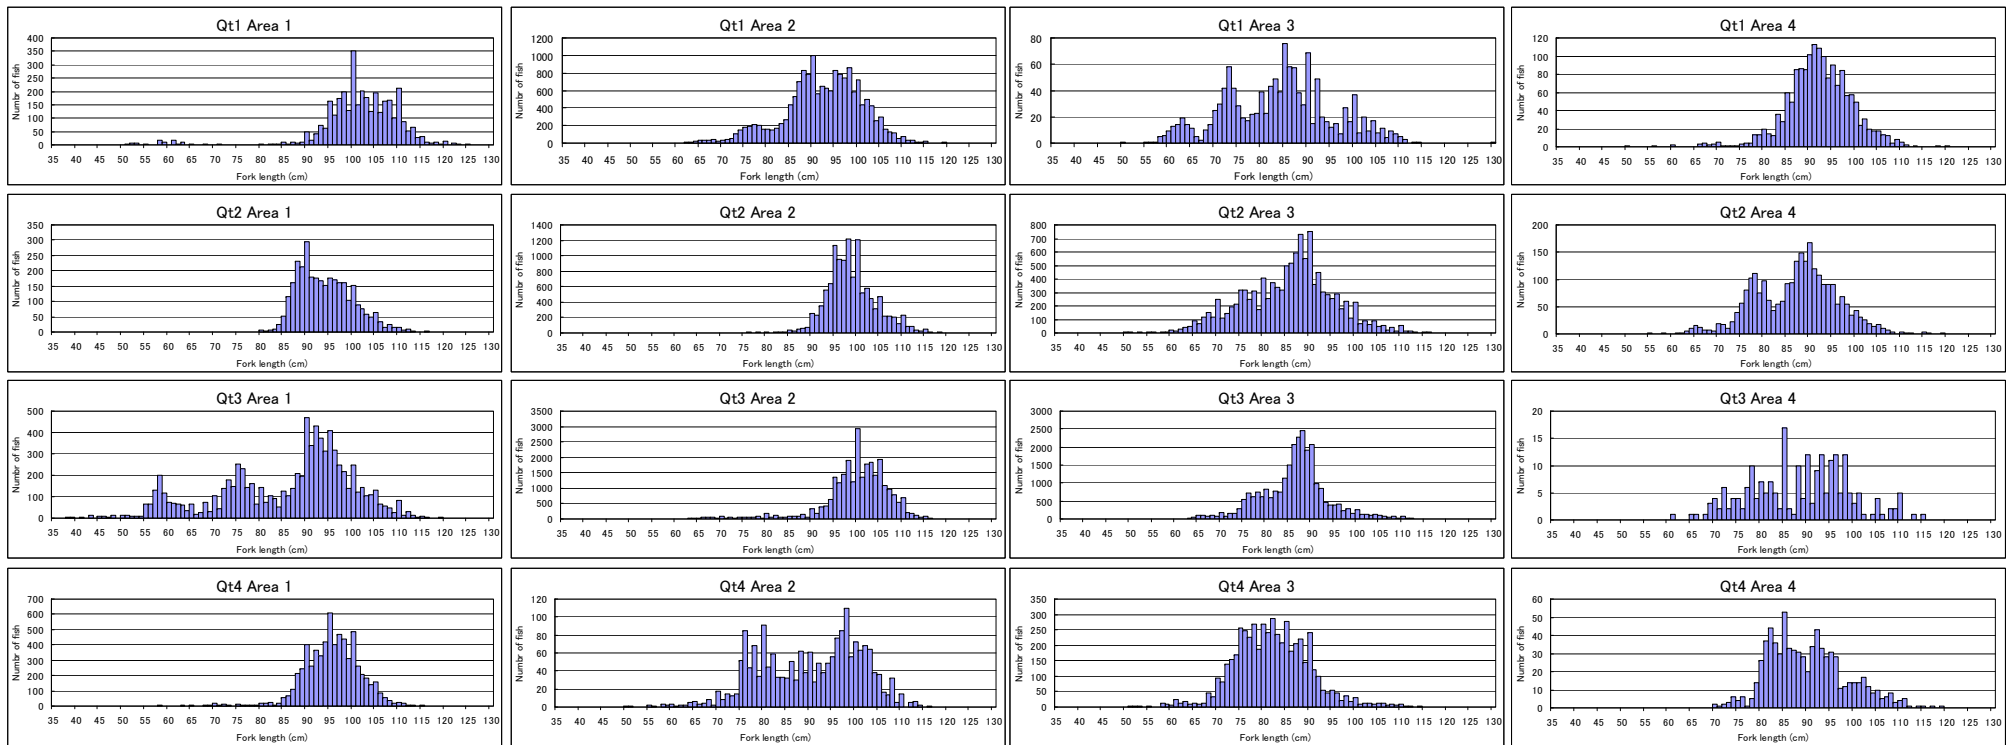 Qt1 Area 1
Numbr of fish
400
350
300
250
200
150
100
50
0
35 40 45 50 55 60 65 70 75 80 85 90 95 100 105 110 115 120 125 130
Fork length (cm)
Qt1 Area 2
Numbr of fish
1200
1000
800
600
400
200
0
35 40 45 50 55 60 65 70 75 80 85 90 95 100 105 110 115 120 125 130
Fork length (cm)
Qt1 Area 3
Numbr of fish
80
60
40
20
0
35 40 45 50 55 60 65 70 75 80 85 90 95 100 105 110 115 120 125 130
Fork length (cm)
Qt1 Area 4
Numbr of fish
120
100
80
60
40
20
0
35 40 45 50 55 60 65 70 75 80 85 90 95 100 105 110 115 120 125 130
Fork length (cm)
Qt2 Area 1
Numbr of fish
350
300
250
200
150
100
50
0
35 40 45 50 55 60 65 70 75 80 85 90 95 100 105 110 115 120 125 130
Fork length (cm)
Qt2 Area 2
Numbr of fish
1400
1200
1000
800
600
400
200
0
35 40 45 50 55 60 65 70 75 80 85 90 95 100 105 110 115 120 125 130
Fork length (cm)
Qt2 Area 3
Numbr of fish
800
700
600
500
400
300
200
100
0
35 40 45 50 55 60 65 70 75 80 85 90 95 100 105 110 115 120 125 130
Fork length (cm)
Qt2 Area 4
Numbr of fish
200
150
100
50
0
35 40 45 50 55 60 65 70 75 80 85 90 95 100 105 110 115 120 125 130
Fork length (cm)
Qt3 Area 1
Numbr of fish
500
400
300
200
100
0
35 40 45 50 55 60 65 70 75 80 85 90 95 100 105 110 115 120 125 130
Fork length (cm)
Qt3 Area 2
Numbr of fish
3500
3000
2500
2000
1500
1000
500
0
35 40 45 50 55 60 65 70 75 80 85 90 95 100 105 110 115 120 125 130
Fork length (cm)
Qt3 Area 3
Numbr of fish
3000
2500
2000
1500
1000
500
0
35 40 45 50 55 60 65 70 75 80 85 90 95 100 105 110 115 120 125 130
Fork length (cm)
Qt3 Area 4
Numbr of fish
20
15
10
5
0
35 40 45 50 55 60 65 70 75 80 85 90 95 100 105 110 115 120 125 130
Fork length (cm)
Qt4 Area 1
Numbr of fish
700
600
500
400
300
200
100
0
35 40 45 50 55 60 65 70 75 80 85 90 95 100 105 110 115 120 125 130
Fork length (cm)
Qt4 Area 2
Numbr of fish
120
100
80
60
40
20
0
35 40 45 50 55 60 65 70 75 80 85 90 95 100 105 110 115 120 125 130
Fork length (cm)
Qt4 Area 3
Numbr of fish
350
300
250
200
150
100
50
0
35 40 45 50 55 60 65 70 75 80 85 90 95 100 105 110 115 120 125 130
Fork length (cm)
Qt4 Area 4
Numbr of fish
60
50
40
30
20
10
0
35 40 45 50 55 60 65 70 75 80 85 90 95 100 105 110 115 120 125 130
Fork length (cm)